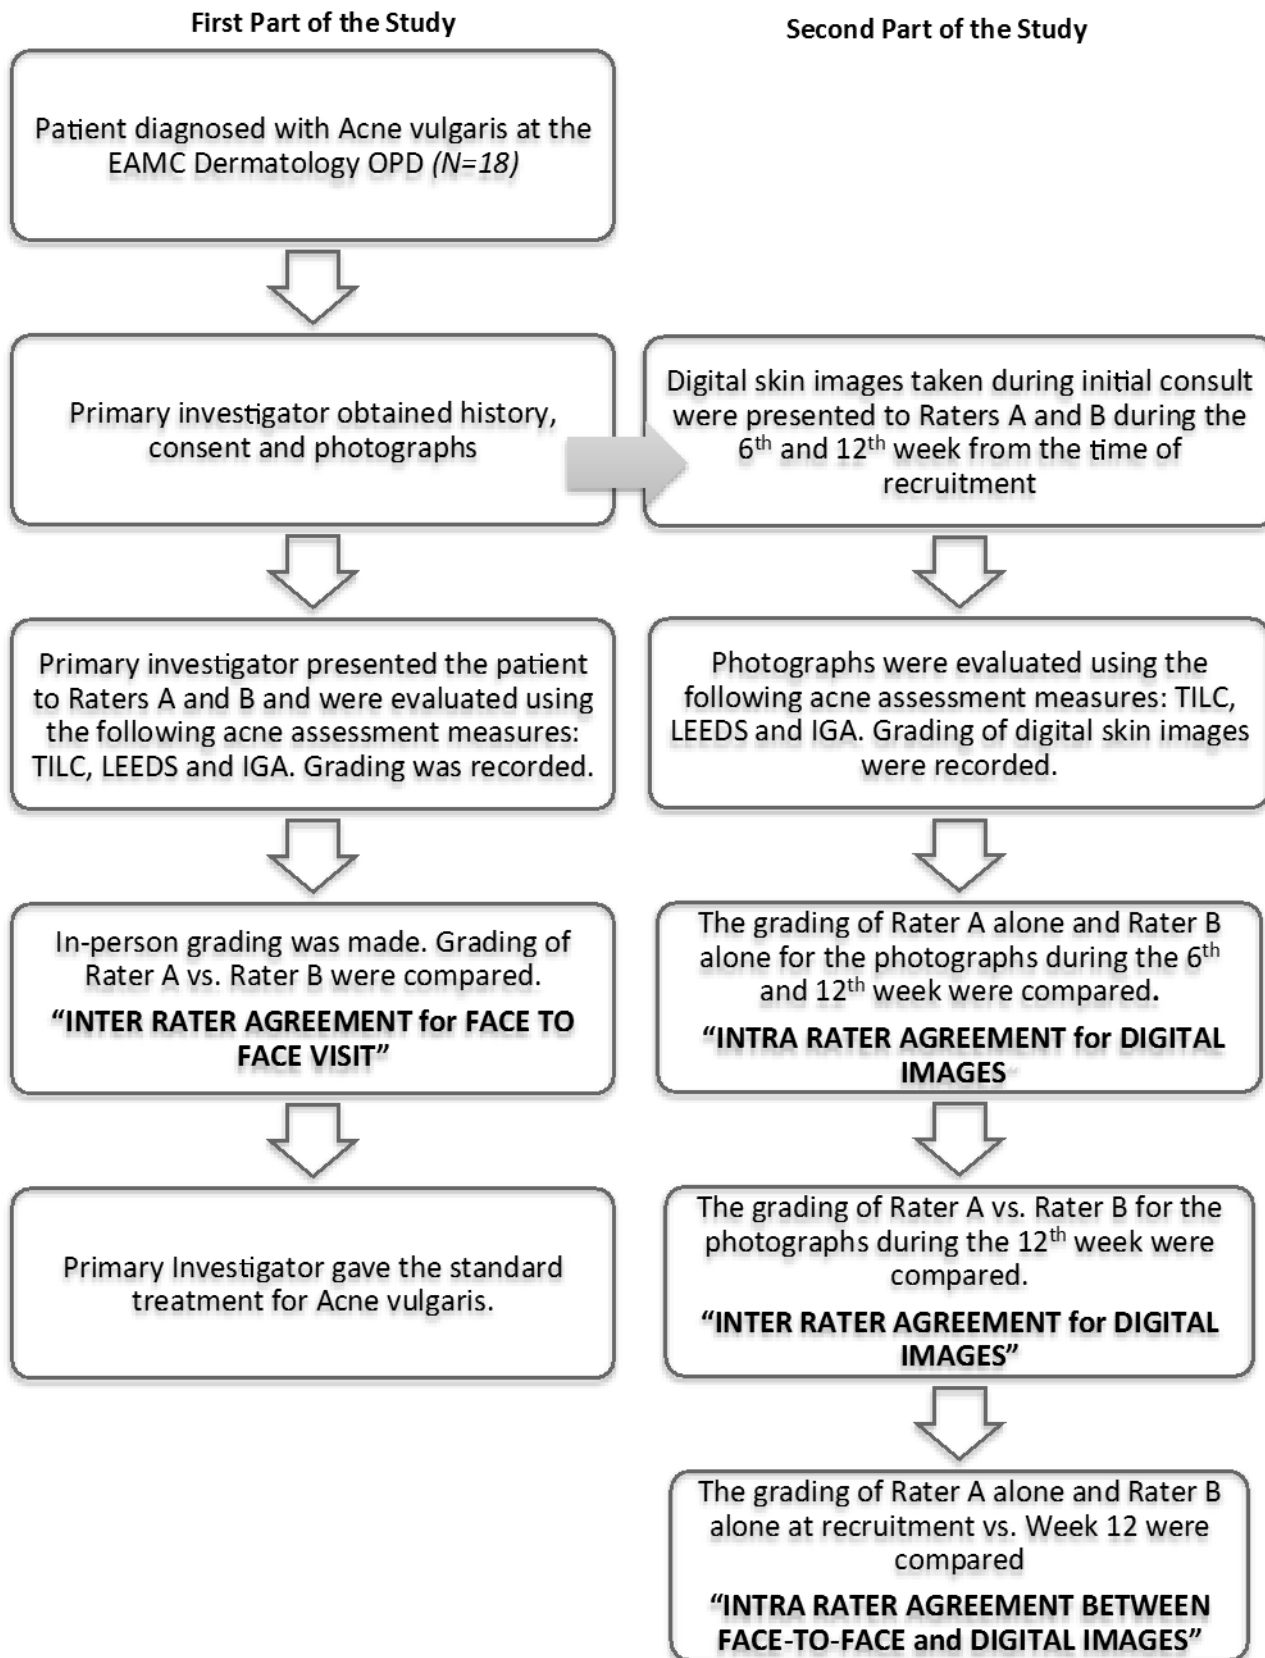 First Part of the Study
Patient diagnosed with Acne vulgaris at the
EAMC Dermatology OPD (N=18)
Primary investigator obtained history,
consent and photographs
Primary investigator presented the patient
to Raters A and B and were evaluated using
the following acne assessment measures:
TILC, LEEDS and IGA. Grading was recorded.
In-person grading was made. Grading of
Rater A vs. Rater B were compared.
“INTER RATER AGREEMENT for FACE TO
FACE VISIT”
Primary Investigator gave the standard
treatment for Acne vulgaris.
Second Part of the Study
Digital skin images taken during initial consult
were presented to Raters A and B during the
6th and 12th week from the time of
recruitment
Photographs were evaluated using the
following acne assessment measures: TILC,
LEEDS and IGA. Grading of digital skin images
were recorded.
The grading of Rater A alone and Rater B
alone for the photographs during the 6th
and 12th week were compared.
“INTRA RATER AGREEMENT for DIGITAL
IMAGES“
The grading of Rater A vs. Rater B for the
photographs during the 12th week were
compared.
“INTER RATER AGREEMENT for DIGITAL
IMAGES”
The grading of Rater A alone and Rater B
alone at recruitment vs. Week 12 were
compared
“INTRA RATER AGREEMENT BETWEEN
FACE-TO-FACE and DIGITAL IMAGES”